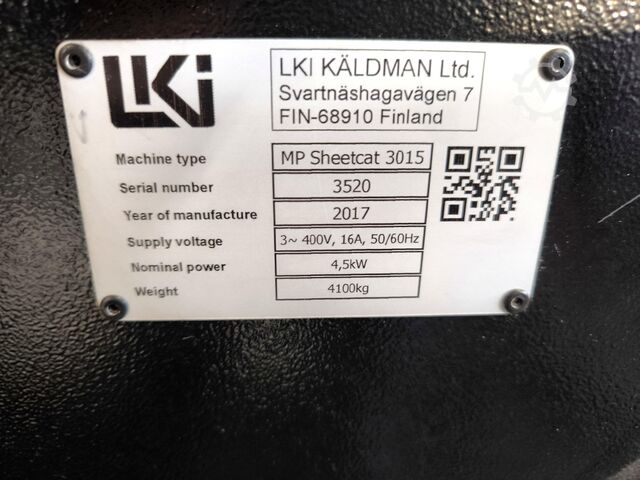 LKI
LKI KÄLDMAN Ltd.
Svartnäshagavägen 7
FIN-68910 Finland
Machine type MP Sheetcat 3015
Serial number 3520
Year of manufacture 2017
Supply voltage 3~ 400V, 16A, 50/60Hz
Nominal power 4,5kW
Weight 4100kg